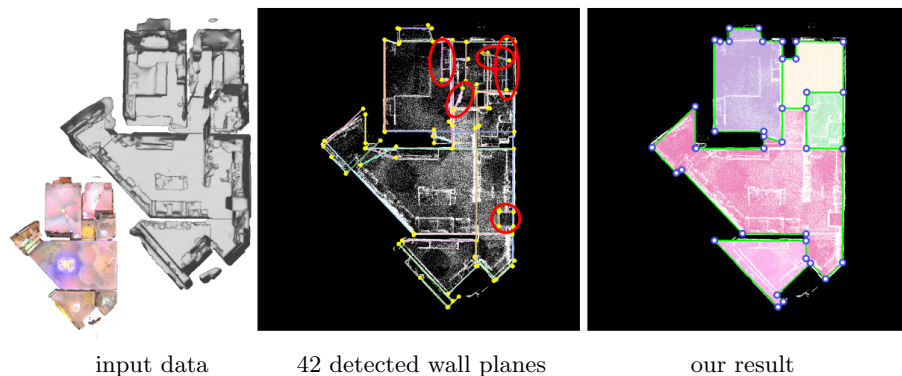 input data
42 detected wall planes
our result